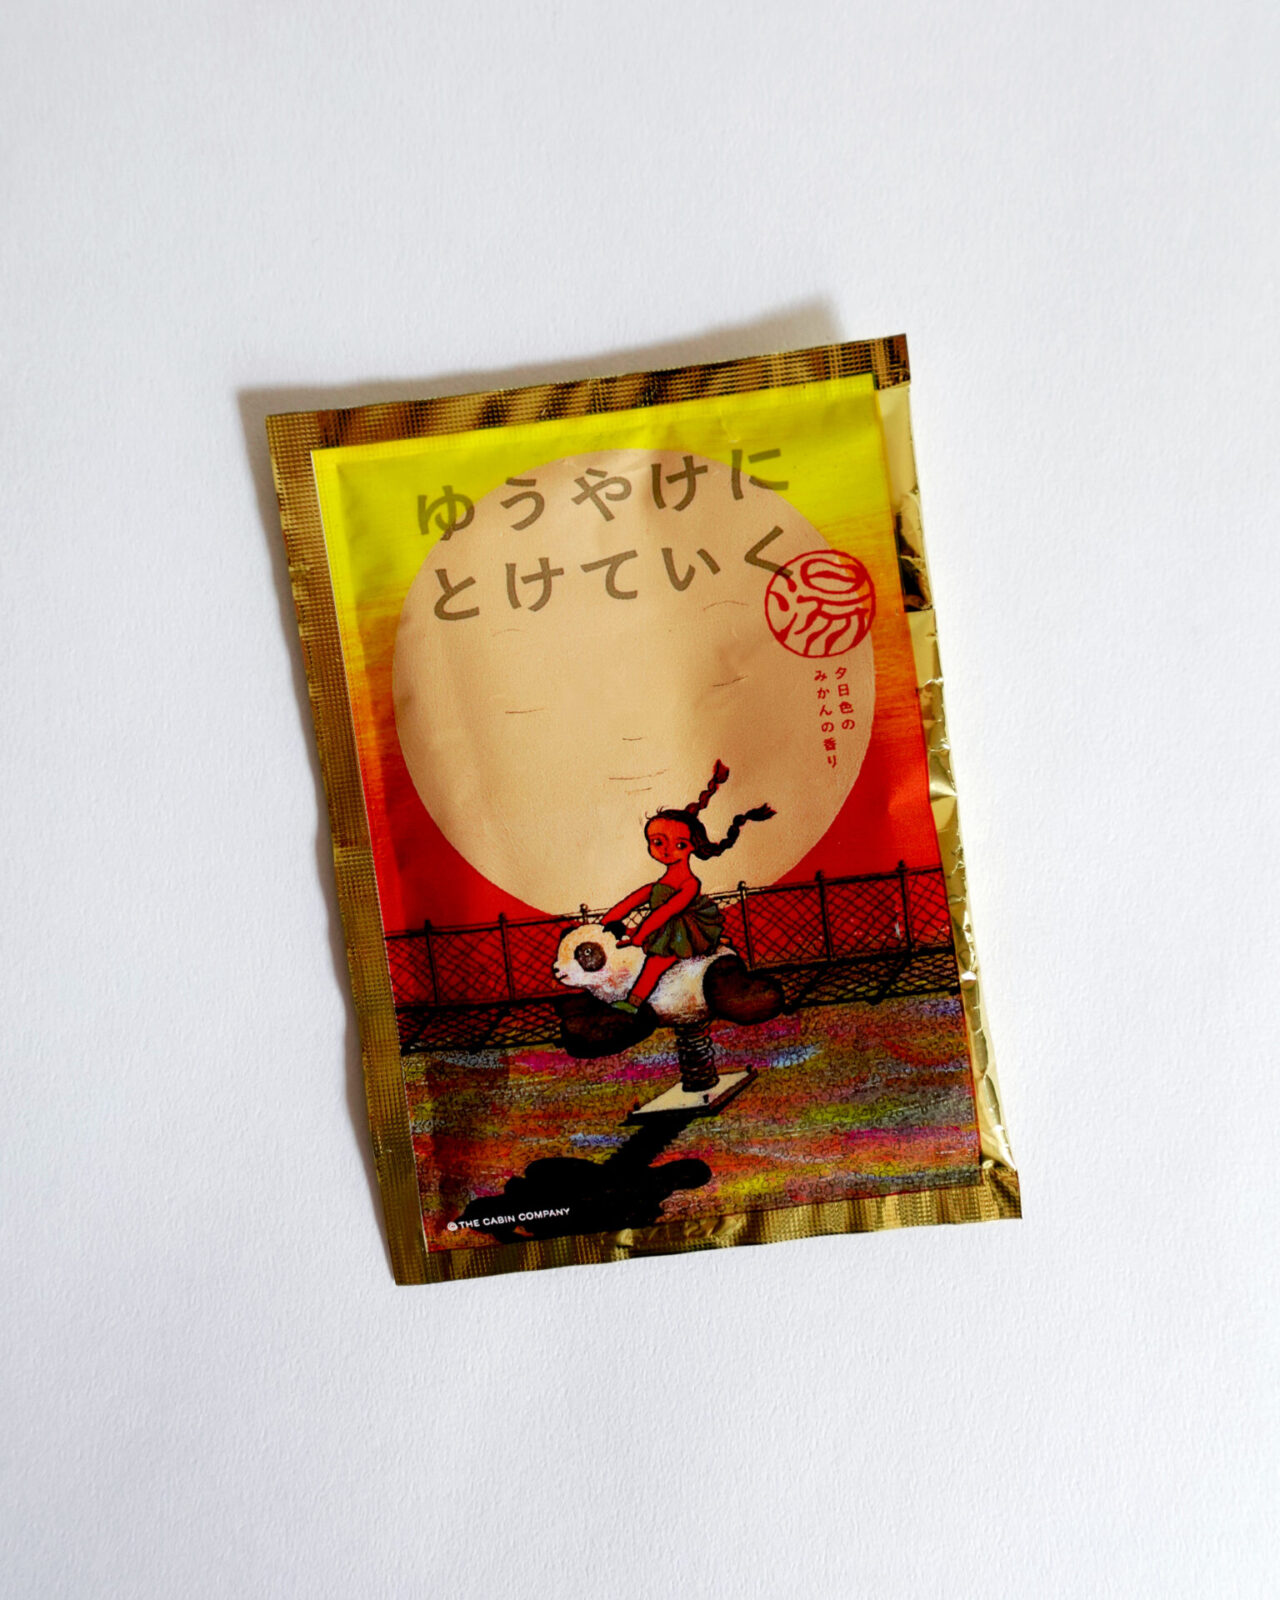 ゆうやけに
とけていく
湯
夕日色の
みかんの香り
© THE CABIN COMPANY